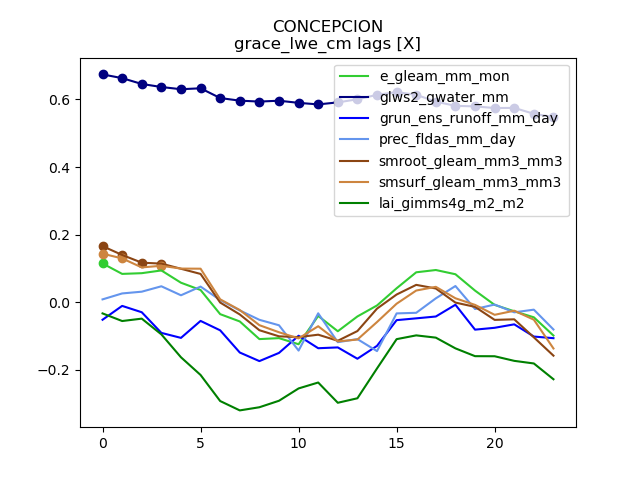 CONCEPCION
grace_lwe_cm lags [X]
e_gleam_mm_mon
glws2_gwater_mm
grun_ens_runoff_mm_day
prec_fldas_mm_day
smroot_gleam_mm3_mm3
smsurf_gleam_mm3_mm3
lai_gimms4g_m2_m2
0.6
0.4
0.2
0.0
−0.2
0 5 10 15 20